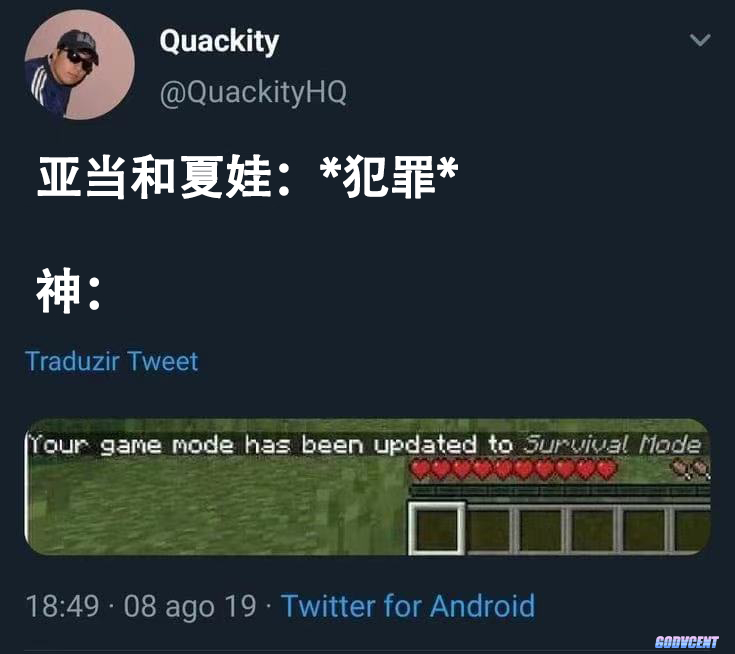 Quackity
@QuackityHQ
亚当和夏娃：*犯罪*
神：
Traduzir Tweet
Your game mode has been updated to Survival Mode
18:49 · 08 ago 19 · Twitter for Android
GODVCENT